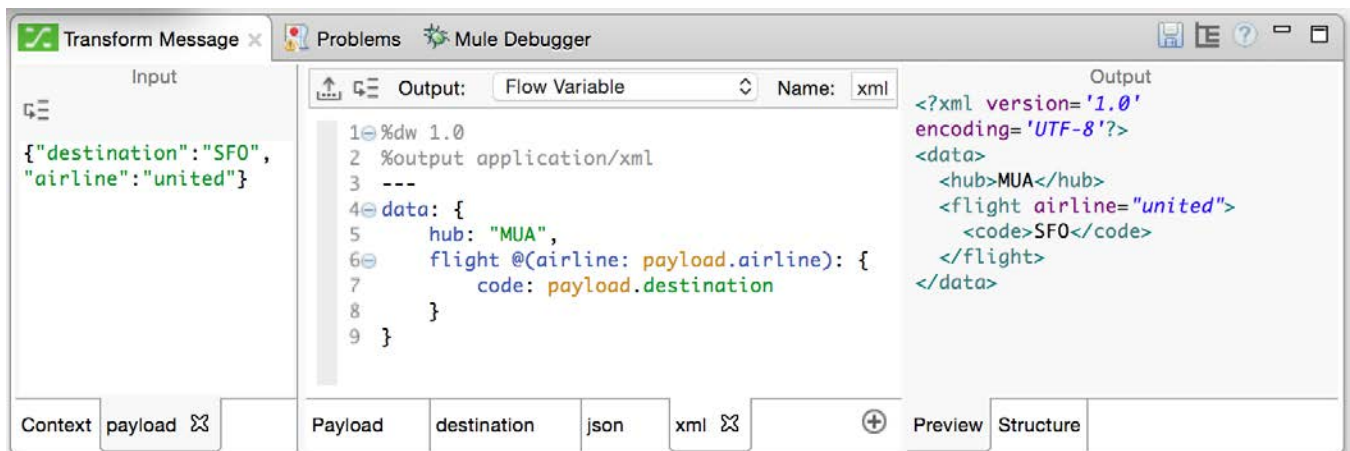 Transform Message Problems Mule Debugger
Input
{"destination":"SFO",
"airline":"united"}
Context payload
Output: Flow Variable Name: xml
1 %dw 1.0
2 %output application/xml
3 ---
4 data: {
5 hub: "MUA",
6 flight @(airline: payload.airline): {
7 code: payload.destination
8 }
9 }
Payload destination json xml
Output
<?xml version='1.0'
encoding='UTF-8'?>
<data>
<hub>MUA</hub>
<flight airline="united">
<code>SFO</code>
</flight>
</data>
Preview Structure